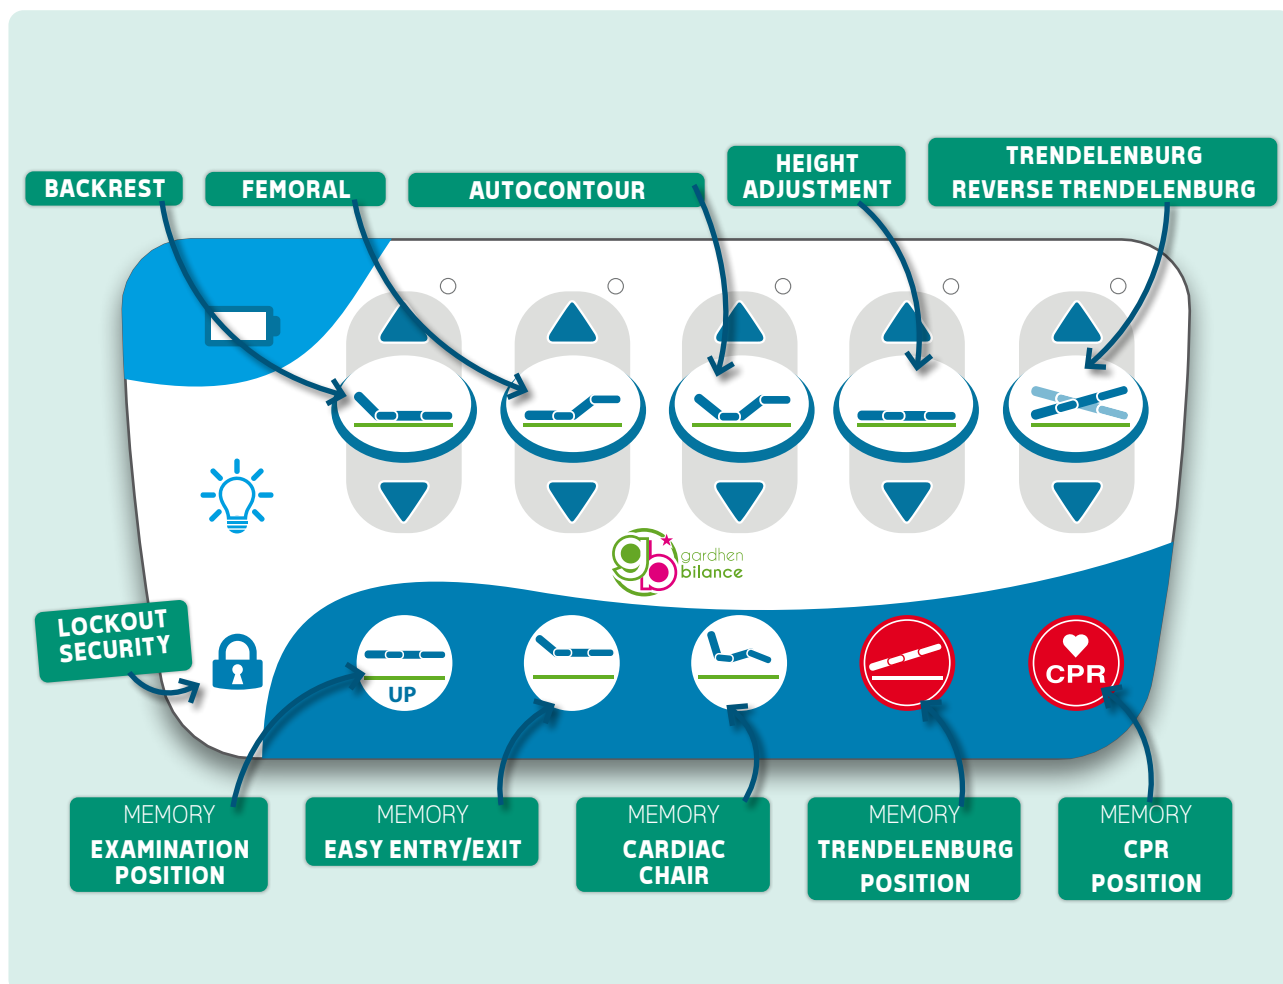 BACKREST
FEMORAL
AUTOCONTOUR
HEIGHT
ADJUSTMENT
TRENDELENBURG
REVERSE TRENDELENBURG
gb gardhen
bilance
LOCKOUT
SECURITY
UP
CPR
MEMORY
EXAMINATION
POSITION
MEMORY
EASY ENTRY/EXIT
MEMORY
CARDIAC
CHAIR
MEMORY
TRENDELENBURG
POSITION
MEMORY
CPR
POSITION